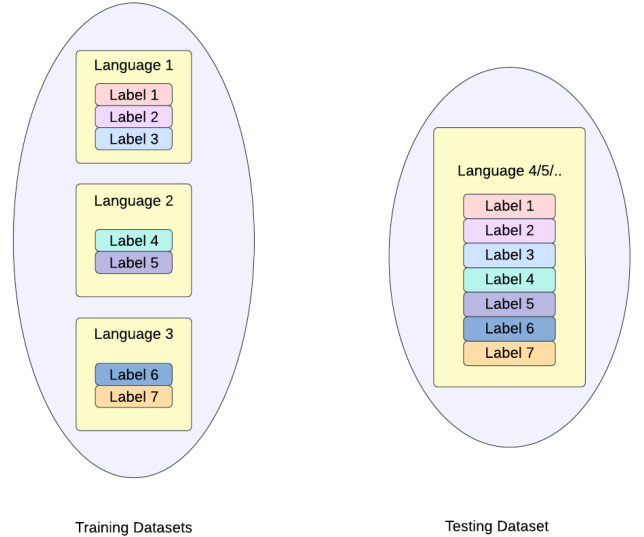 Language 1
Label 1
Label 2
Label 3
Language 2
Label 4
Label 5
Language 3
Label 6
Label 7
Training Datasets
Language 4/5/..
Label 1
Label 2
Label 3
Label 4
Label 5
Label 6
Label 7
Testing Dataset